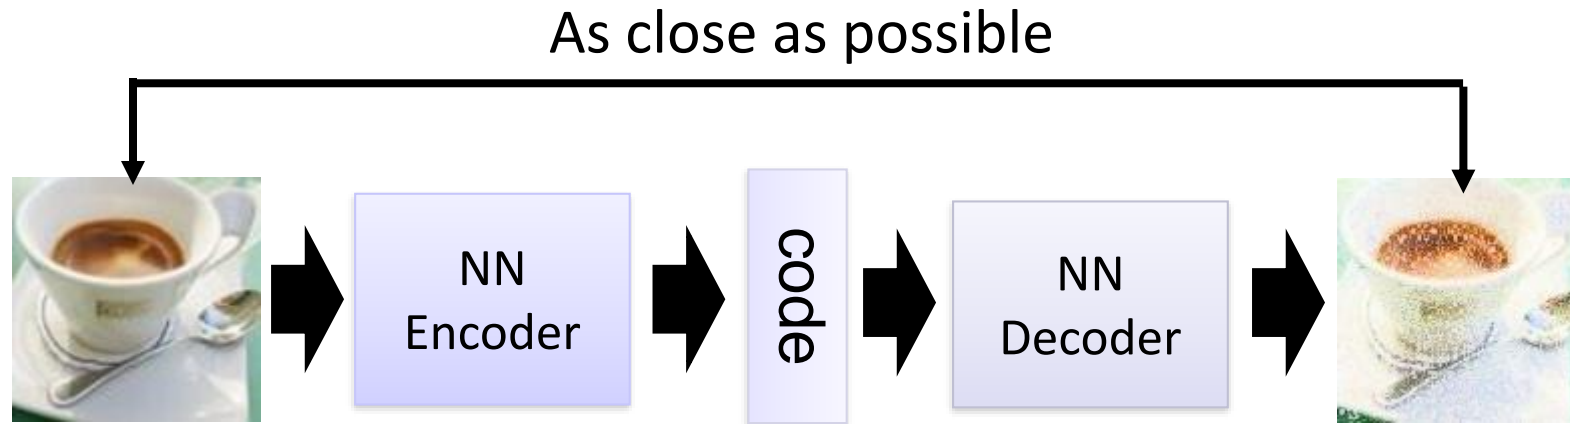 As close as possible
NN
Encoder
code
NN
Decoder